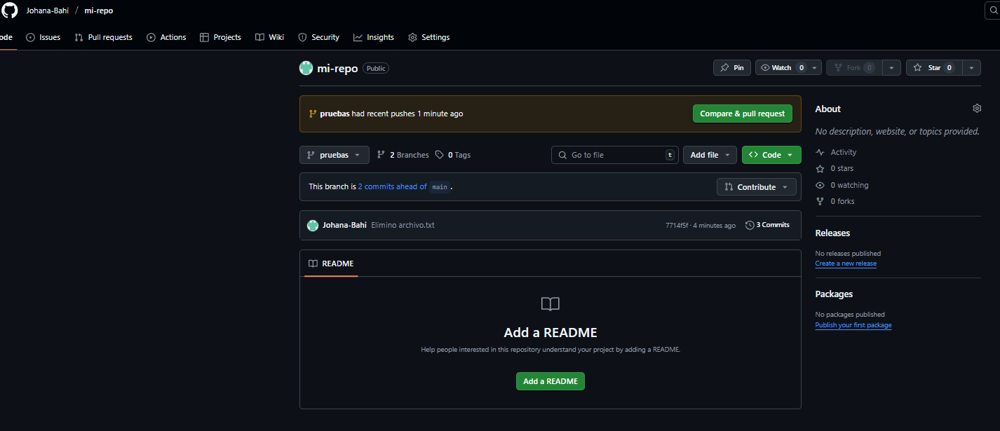 Johana-Bahi / mi-repo
ode Issues Pull requests Actions Projects Wiki Security Insights Settings
mi-repo Public Pin Watch 0 Fork 0 Star 0
pruebas had recent pushes 1 minute ago Compare & pull request
pruebas 2 Branches 0 Tags Go to file t Add file <> Code
This branch is 2 commits ahead of main .
Contribute
Johana-Bahi Elimino archivo.txt 7714f5f · 4 minutes ago 3 Commits
README
Add a README
Help people interested in this repository understand your project by adding a README.
Add a README
About
No description, website, or topics provided.
Activity
0 stars
0 watching
0 forks
Releases
No releases published
Create a new release
Packages
No packages published
Publish your first package